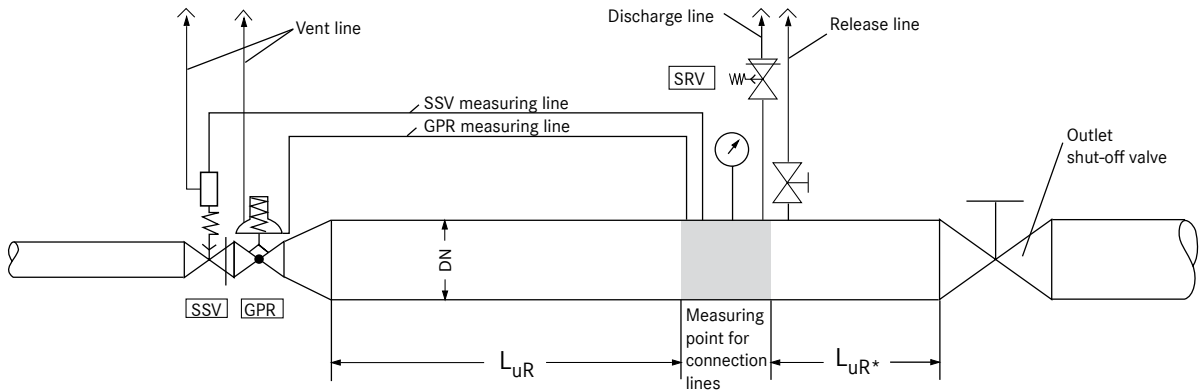 Discharge line
Vent line
Release line
SRV
SSV measuring line
GPR measuring line
Outlet
shut-off valve
DN
SSV
GPR
Measuring
point for
connection
lines
LuR
LuR*